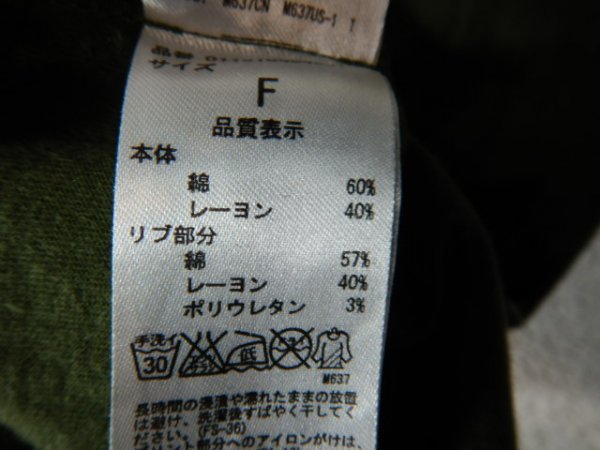 M637CN M637US-1 1
品番
サイズ
F
品質表示
本体
綿 60%
レーヨン 40%
リブ部分
綿 57%
レーヨン 40%
ポリウレタン 3%
手洗イ
30
低
M637
長時間の浸漬や濡れたままの放置
は避け、洗濯後すばやく干してく
ださい。(FS-36)
プリント部分へのアイロンがけは、